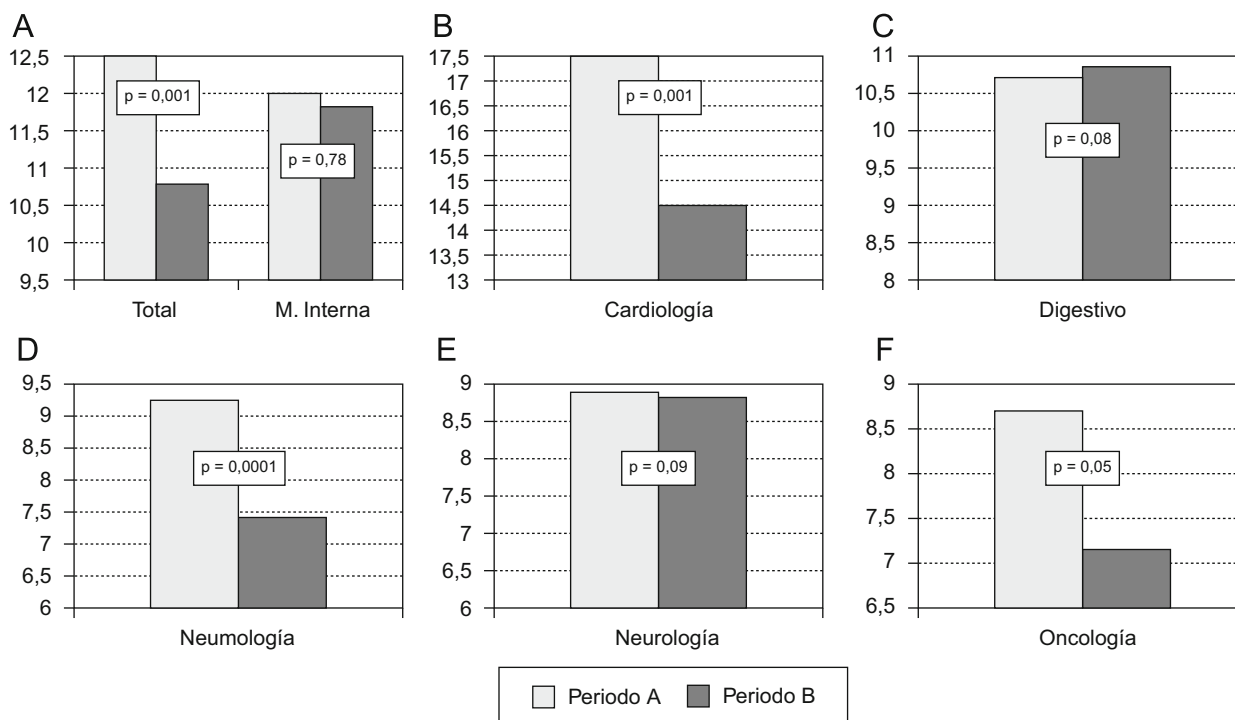 A
12,5
12
11,5
11
10,5
10
9,5
p = 0,001
p = 0,78
Total
M. Interna
B
17,5
17
16,5
16
15,5
15
14,5
14
13,5
13
p = 0,001
Cardiología
C
11
10,5
10
9,5
9
8,5
8
p = 0,08
Digestivo
D
9,5
9
8,5
8
7,5
7
6,5
6
p = 0,0001
Neumología
E
9
8,5
8
7,5
7
6,5
6
p = 0,09
Neurología
F
9
8,5
8
7,5
7
6,5
p = 0,05
Oncología
Periodo A
Periodo B